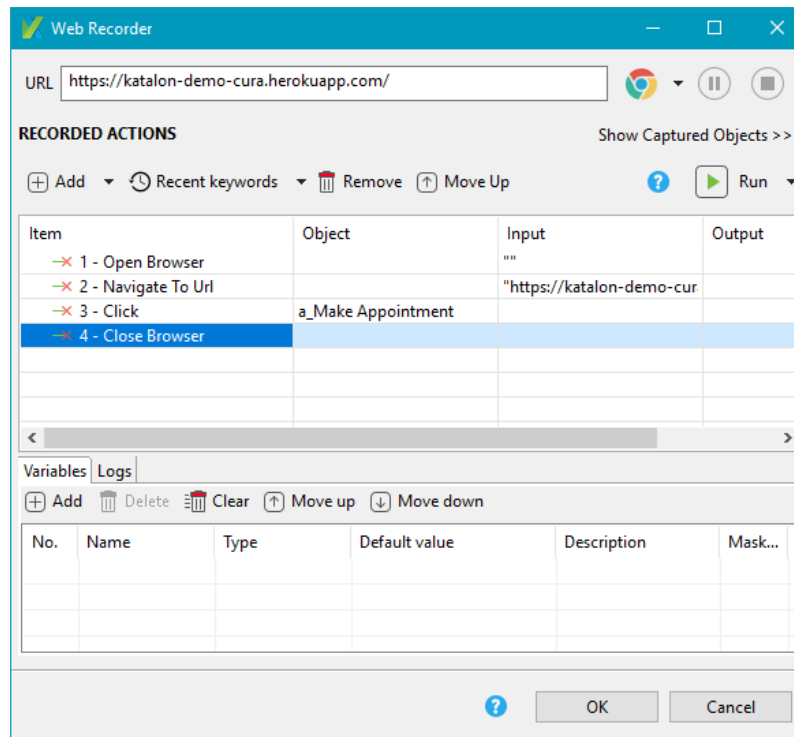 Web Recorder
URL https://katalon-demo-cura.herokuapp.com/
RECORDED ACTIONS Show Captured Objects >>
Add Recent keywords Remove Move Up ? Run
Item Object Input Output
1 - Open Browser ""
2 - Navigate To Url "https://katalon-demo-cur
3 - Click a_Make Appointment
4 - Close Browser
Variables Logs
Add Delete Clear Move up Move down
No. Name Type Default value Description Mask...
? OK Cancel